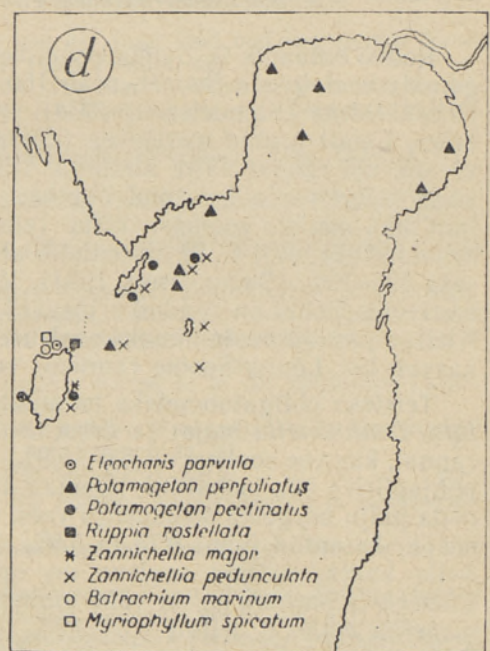 d
Eleocharis parvula
Potamogeton perfoliatus
Potamogeton pectinatus
Ruppia rostellata
Zannichellia major
Zannichellia pedunculata
Batrachium marinum
Myriophyllum spicatum